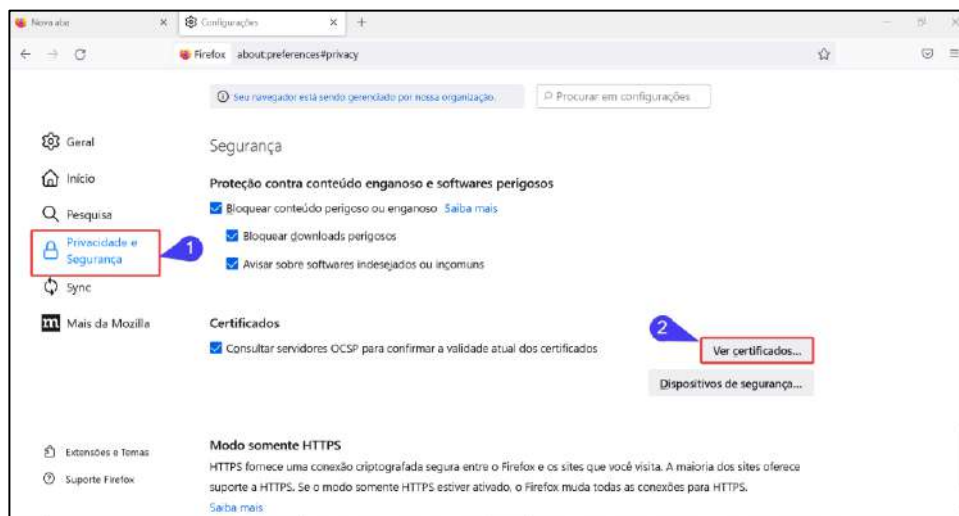 Nova aba
Configurações
Firefox about:preferences#privacy
Seu navegador está sendo gerenciado por nossa organização.
Procurar em configurações
Geral
Início
Pesquisa
Privacidade e
Segurança
1
Sync
Mais da Mozilla
Extensões e Temas
Suporte Firefox
Segurança
Proteção contra conteúdo enganoso e softwares perigosos
Bloquear conteúdo perigoso ou enganoso Saiba mais
Bloquear downloads perigosos
Avisar sobre softwares indesejados ou incomuns
Certificados
Consultar servidores OCSP para confirmar a validade atual dos certificados
2
Ver certificados...
Dispositivos de segurança...
Modo somente HTTPS
HTTPS fornece uma conexão criptografada segura entre o Firefox e os sites que você visita. A maioria dos sites oferece
suporte a HTTPS. Se o modo somente HTTPS estiver ativado, o Firefox muda todas as conexões para HTTPS.
Saiba mais